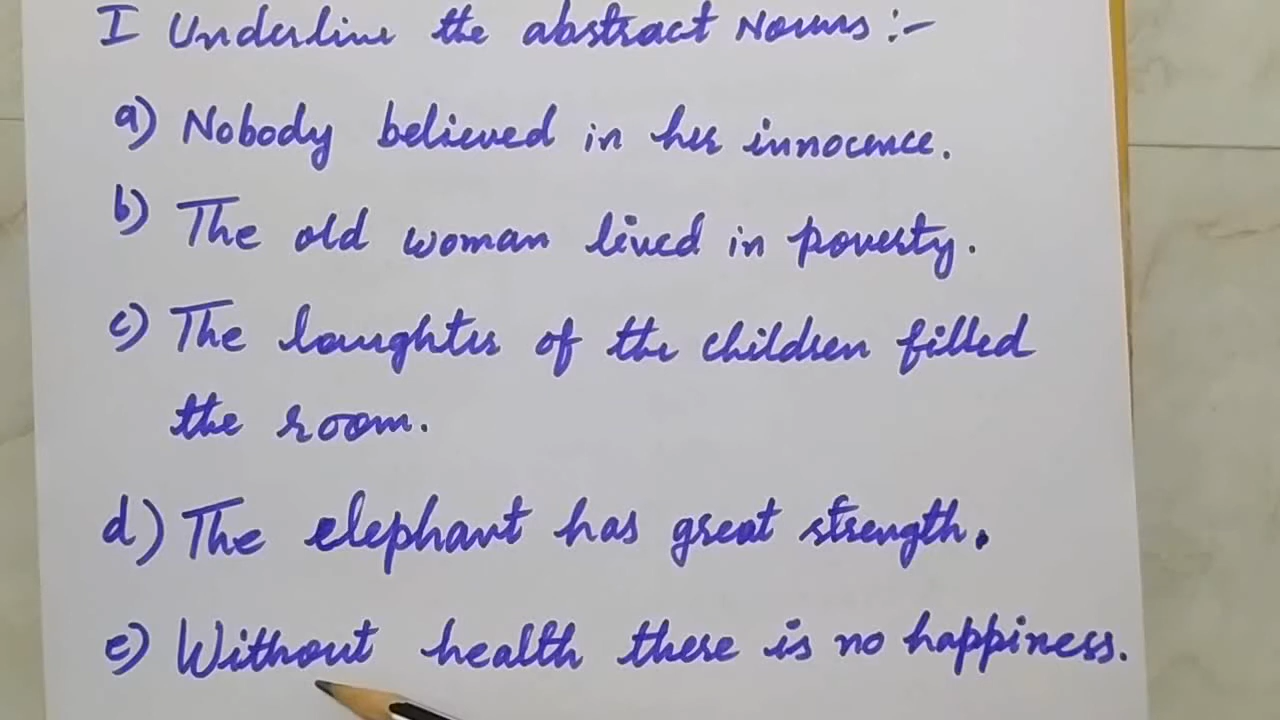 I Underline the abstract Nouns :-
a) Nobody believed in her innocence.
b) The old woman lived in poverty.
c) The laughter of the children filled
the room.
d) The elephant has great strength.
e) Without health there is no happiness.